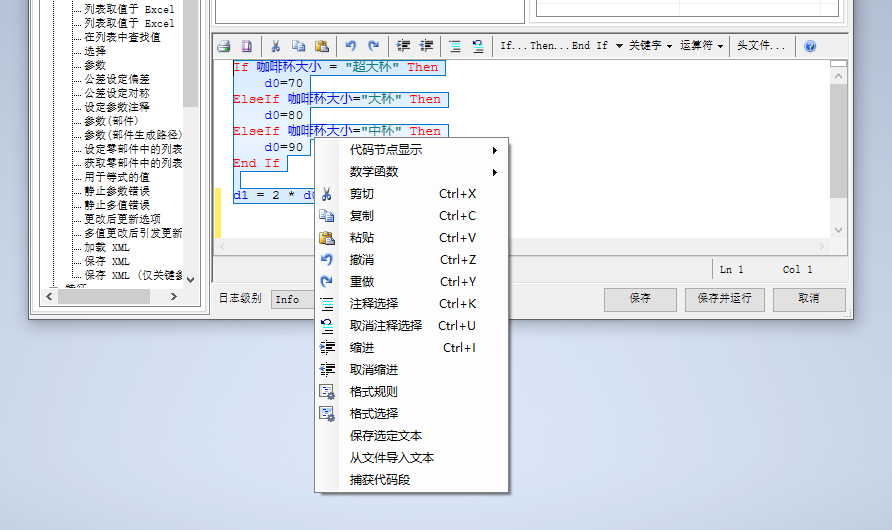 列表取值于 Excel
列表取值于 Excel
在列表中查找值
选择
参数
公差设定偏差
公差设定对称
设定参数注释
参数(部件)
参数(部件生成路径)
设定零部件中的列表
获取零部件中的列表
用于等式的值
静止参数错误
静止多值错误
更改后更新选项
多值更改后引发更新
加载 XML
保存 XML
保存 XML (仅关键参
If...Then...End If 关键字 运算符 头文件...
If 咖啡杯大小 = "超大杯" Then
d0=70
ElseIf 咖啡杯大小="大杯" Then
d0=80
ElseIf 咖啡杯大小="中杯" Then
d0=90
End If
d1 = 2 * d0
代码节点显示
数学函数
剪切 Ctrl+X
复制 Ctrl+C
粘贴 Ctrl+V
撤消 Ctrl+Z
重做 Ctrl+Y
注释选择 Ctrl+K
取消注释选择 Ctrl+U
缩进 Ctrl+I
取消缩进
格式规则
格式选择
保存选定文本
从文件导入文本
捕获代码段
Ln 1 Col 1
日志级别 Info
保存 保存并运行 取消